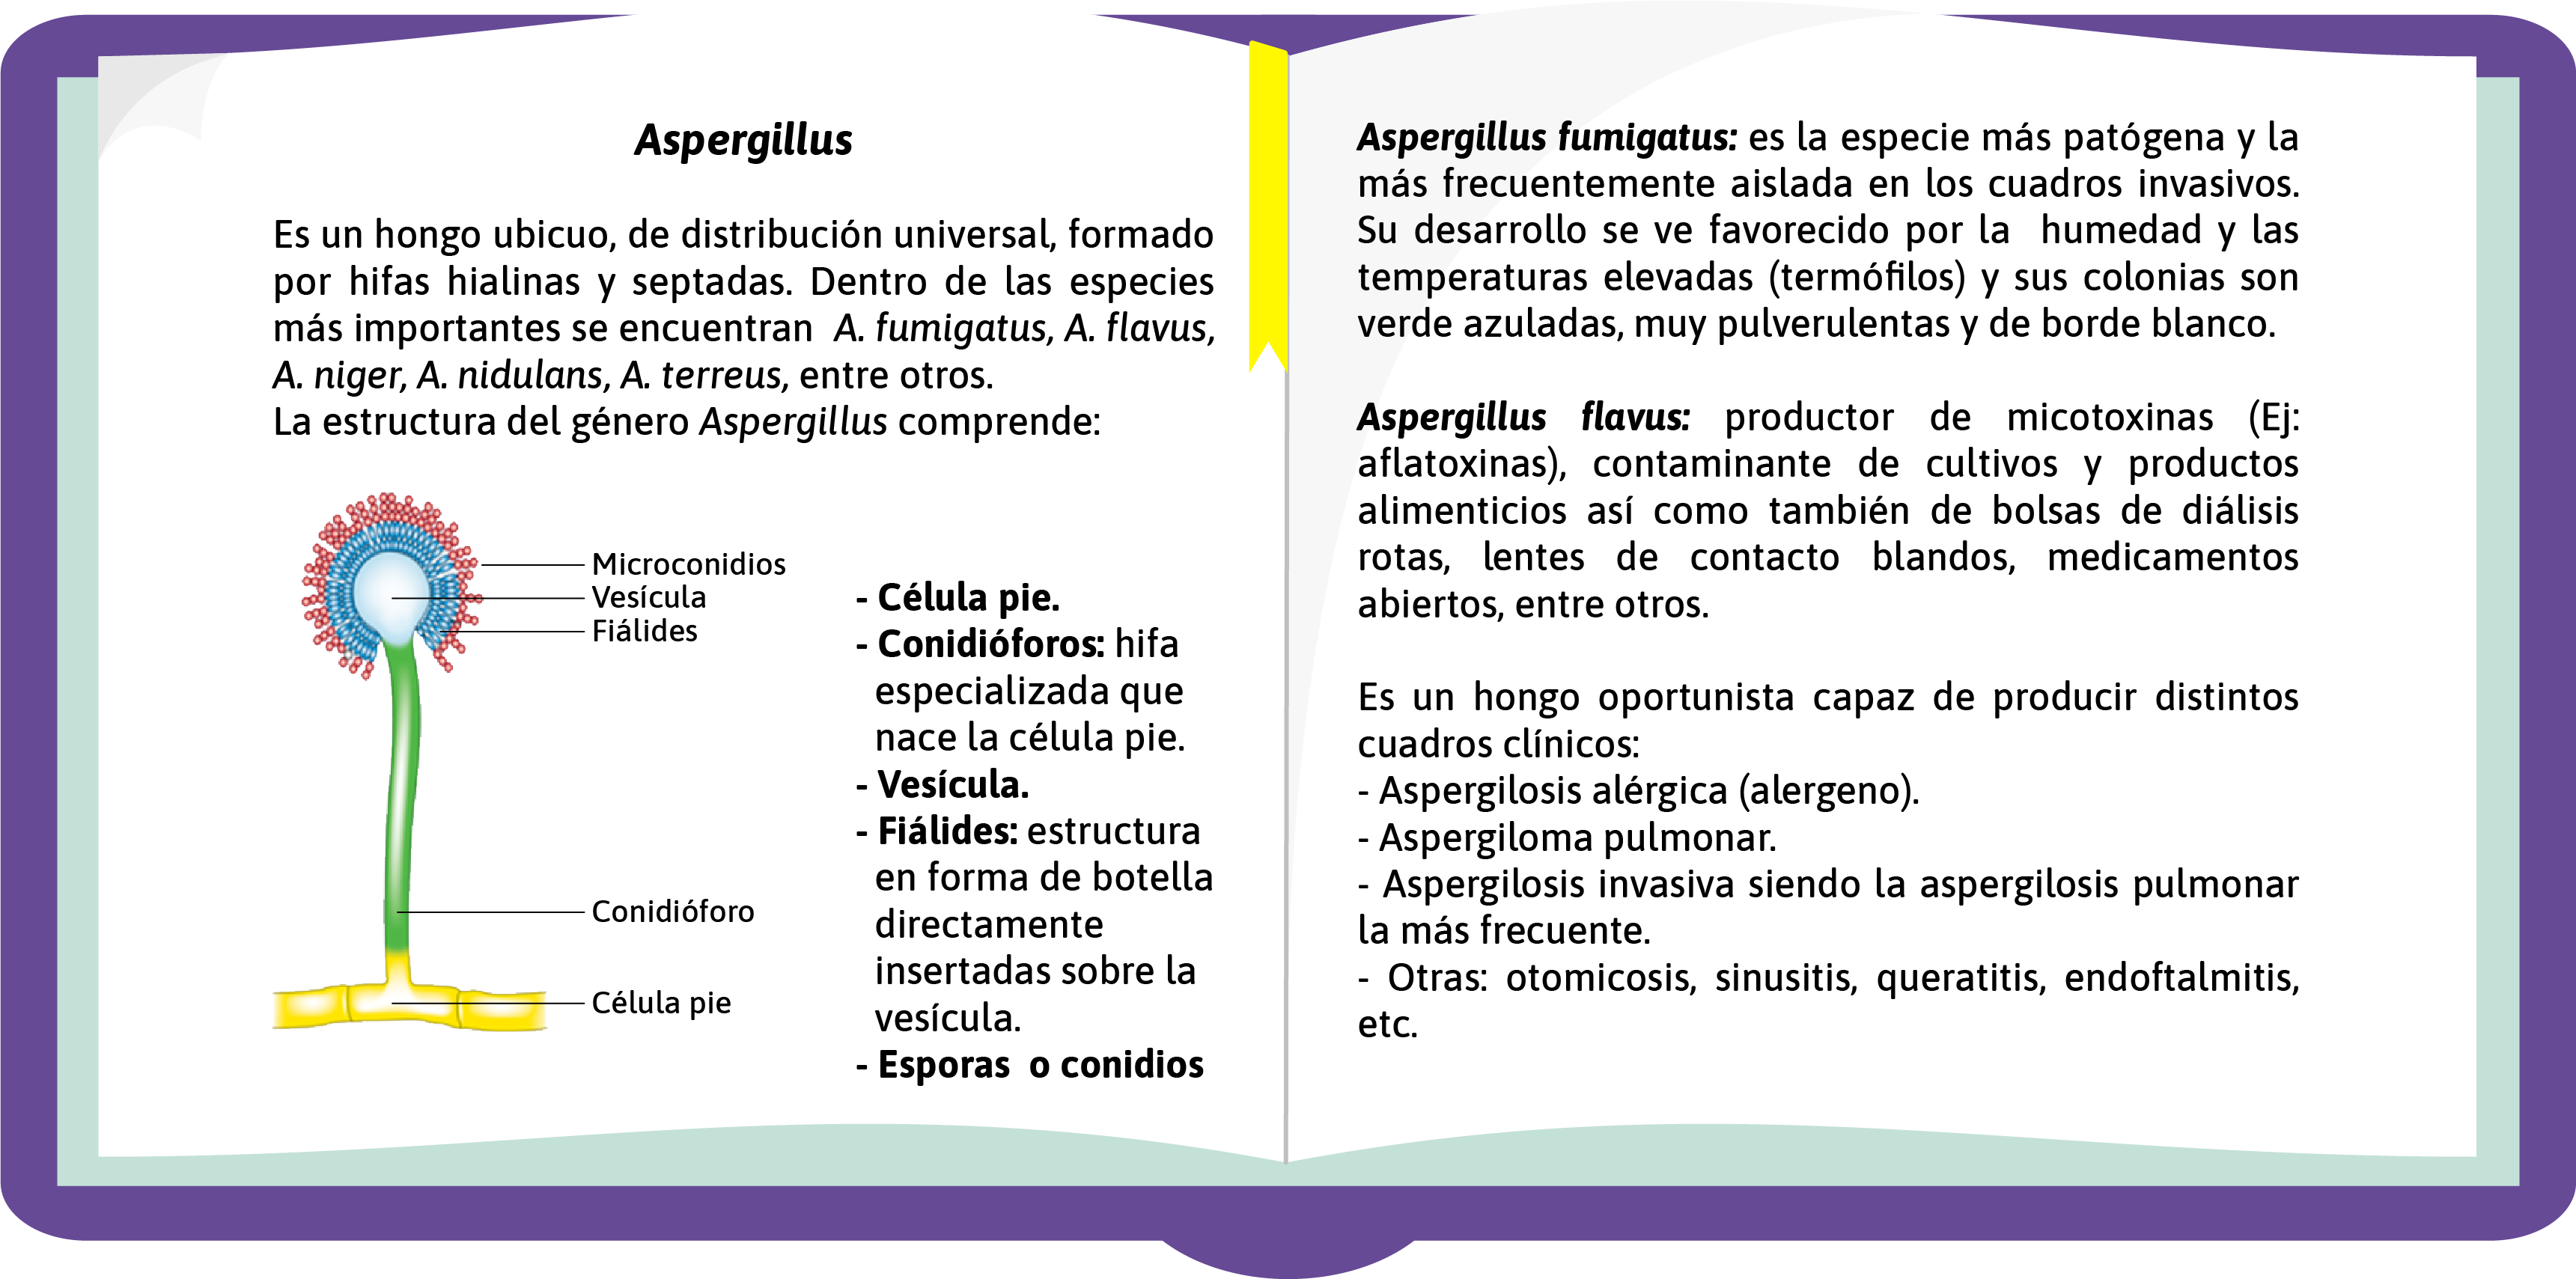 Aspergillus
Es un hongo ubicuo, de distribución universal, formado
por hifas hialinas y septadas. Dentro de las especies
más importantes se encuentran A. fumigatus, A. flavus,
A. niger, A. nidulans, A. terreus, entre otros.
La estructura del género Aspergillus comprende:
Microconidios
Vesícula
Fiálides
Conidióforo
Célula pie
- Célula pie.
- Conidióforos: hifa
especializada que
nace la célula pie.
- Vesícula.
- Fiálides: estructura
en forma de botella
directamente
insertadas sobre la
vesícula.
- Esporas o conidios
Aspergillus fumigatus: es la especie más patógena y la
más frecuentemente aislada en los cuadros invasivos.
Su desarrollo se ve favorecido por la humedad y las
temperaturas elevadas (termófilos) y sus colonias son
verde azuladas, muy pulverulentas y de borde blanco.
Aspergillus flavus: productor de micotoxinas (Ej:
aflatoxinas), contaminante de cultivos y productos
alimenticios así como también de bolsas de diálisis
rotas, lentes de contacto blandos, medicamentos
abiertos, entre otros.
Es un hongo oportunista capaz de producir distintos
cuadros clínicos:
- Aspergilosis alérgica (alergeno).
- Aspergiloma pulmonar.
- Aspergilosis invasiva siendo la aspergilosis pulmonar
la más frecuente.
- Otras: otomicosis, sinusitis, queratitis, endoftalmitis,
etc.